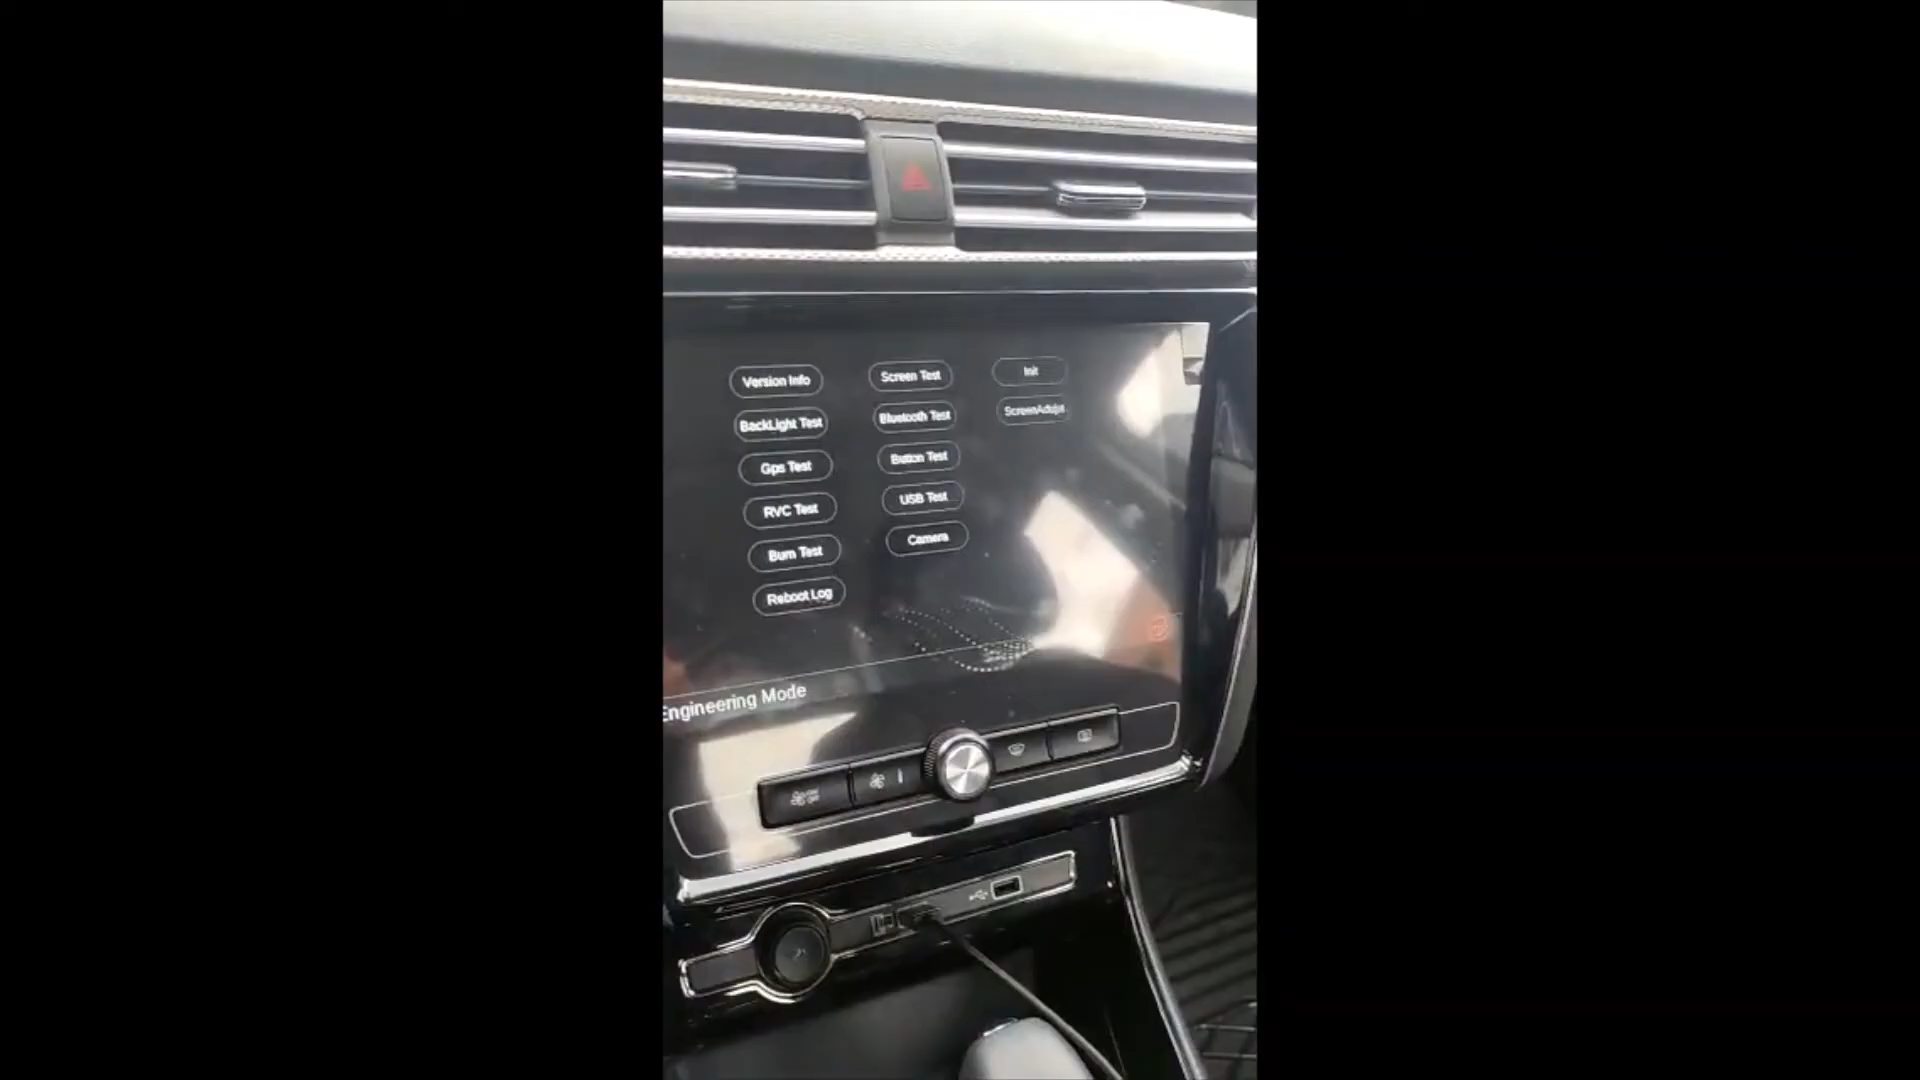 Version Info
BackLight Test
Gps Test
RVC Test
Burn Test
Reboot Log
Screen Test
Bluetooth Test
Button Test
USB Test
Camera
Init
ScreenAdujst
Engineering Mode